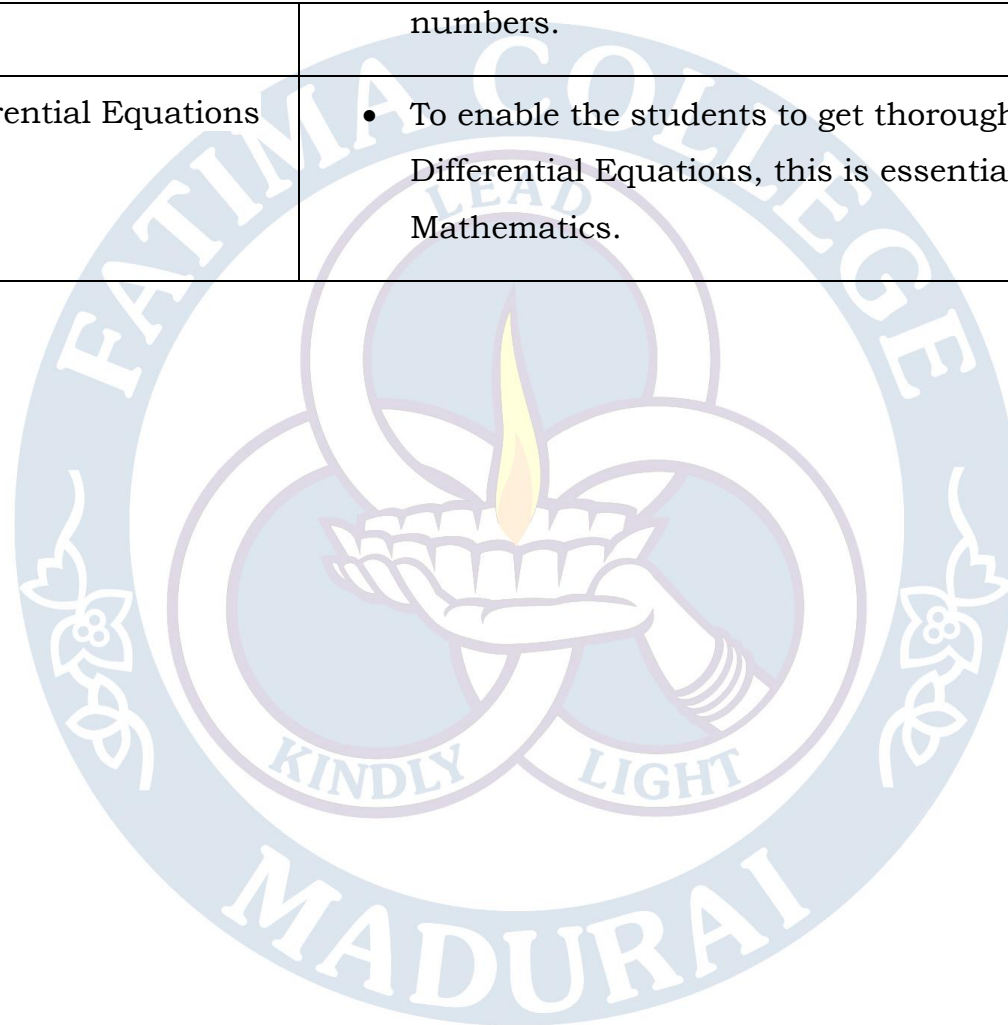 numbers.
rential Equations
• To enable the students to get thorough
Differential Equations, this is essentia
Mathematics.
FATIMA COLLEGE
LEAD
KINDLY
LIGHT
MADURAI